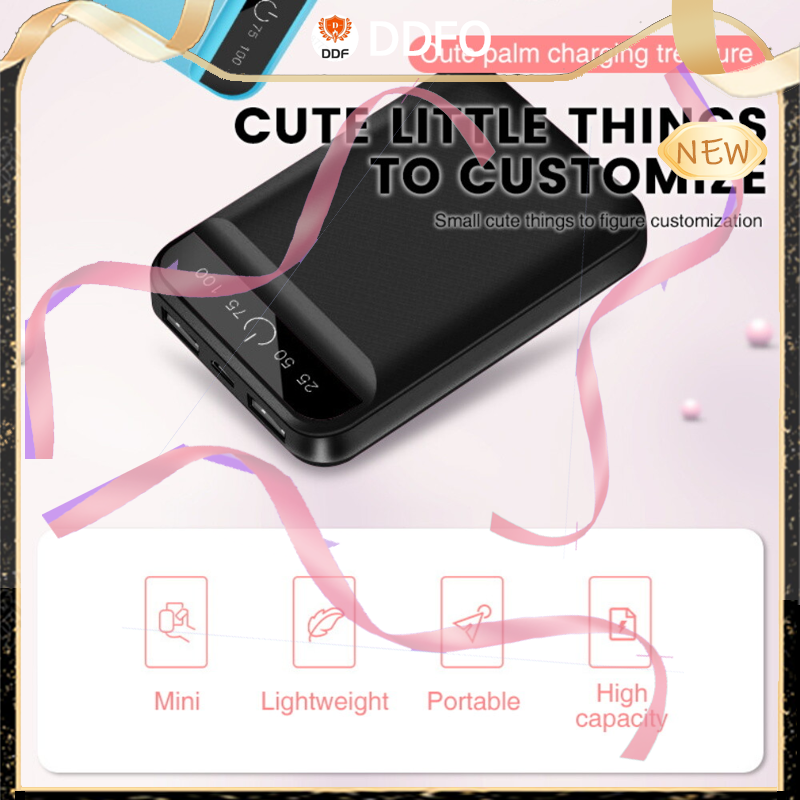 75 100
DDF DDFO
Cute palm charging treasure
CUTE LITTLE THINGS
TO CUSTOMIZE
NEW
Small cute things to figure customization
100
75
50
25
Mini
Lightweight
Portable
High
capacity